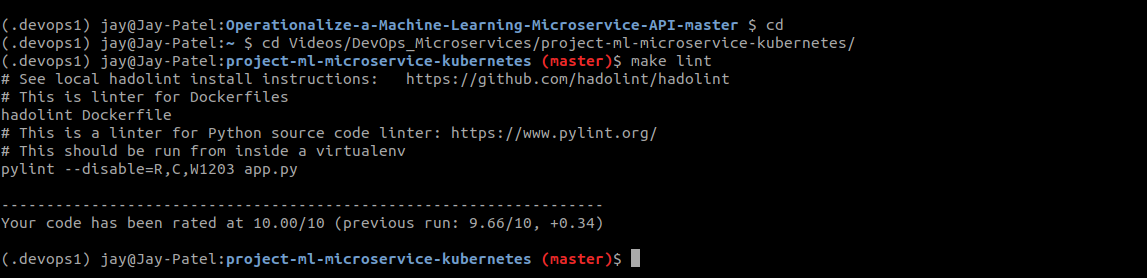 (.devops1) jay@Jay-Patel:Operationalize-a-Machine-Learning-Microservice-API-master $ cd
(.devops1) jay@Jay-Patel:~ $ cd Videos/DevOps_Microservices/project-ml-microservice-kubernetes/
(.devops1) jay@Jay-Patel:project-ml-microservice-kubernetes (master)$ make lint
# See local hadolint install instructions:   https://github.com/hadolint/hadolint
# This is linter for Dockerfiles
hadolint Dockerfile
# This is a linter for Python source code linter: https://www.pylint.org/
# This should be run from inside a virtualenv
pylint --disable=R,C,W1203 app.py
-------------------------------------------------------------------
Your code has been rated at 10.00/10 (previous run: 9.66/10, +0.34)
(.devops1) jay@Jay-Patel:project-ml-microservice-kubernetes (master)$